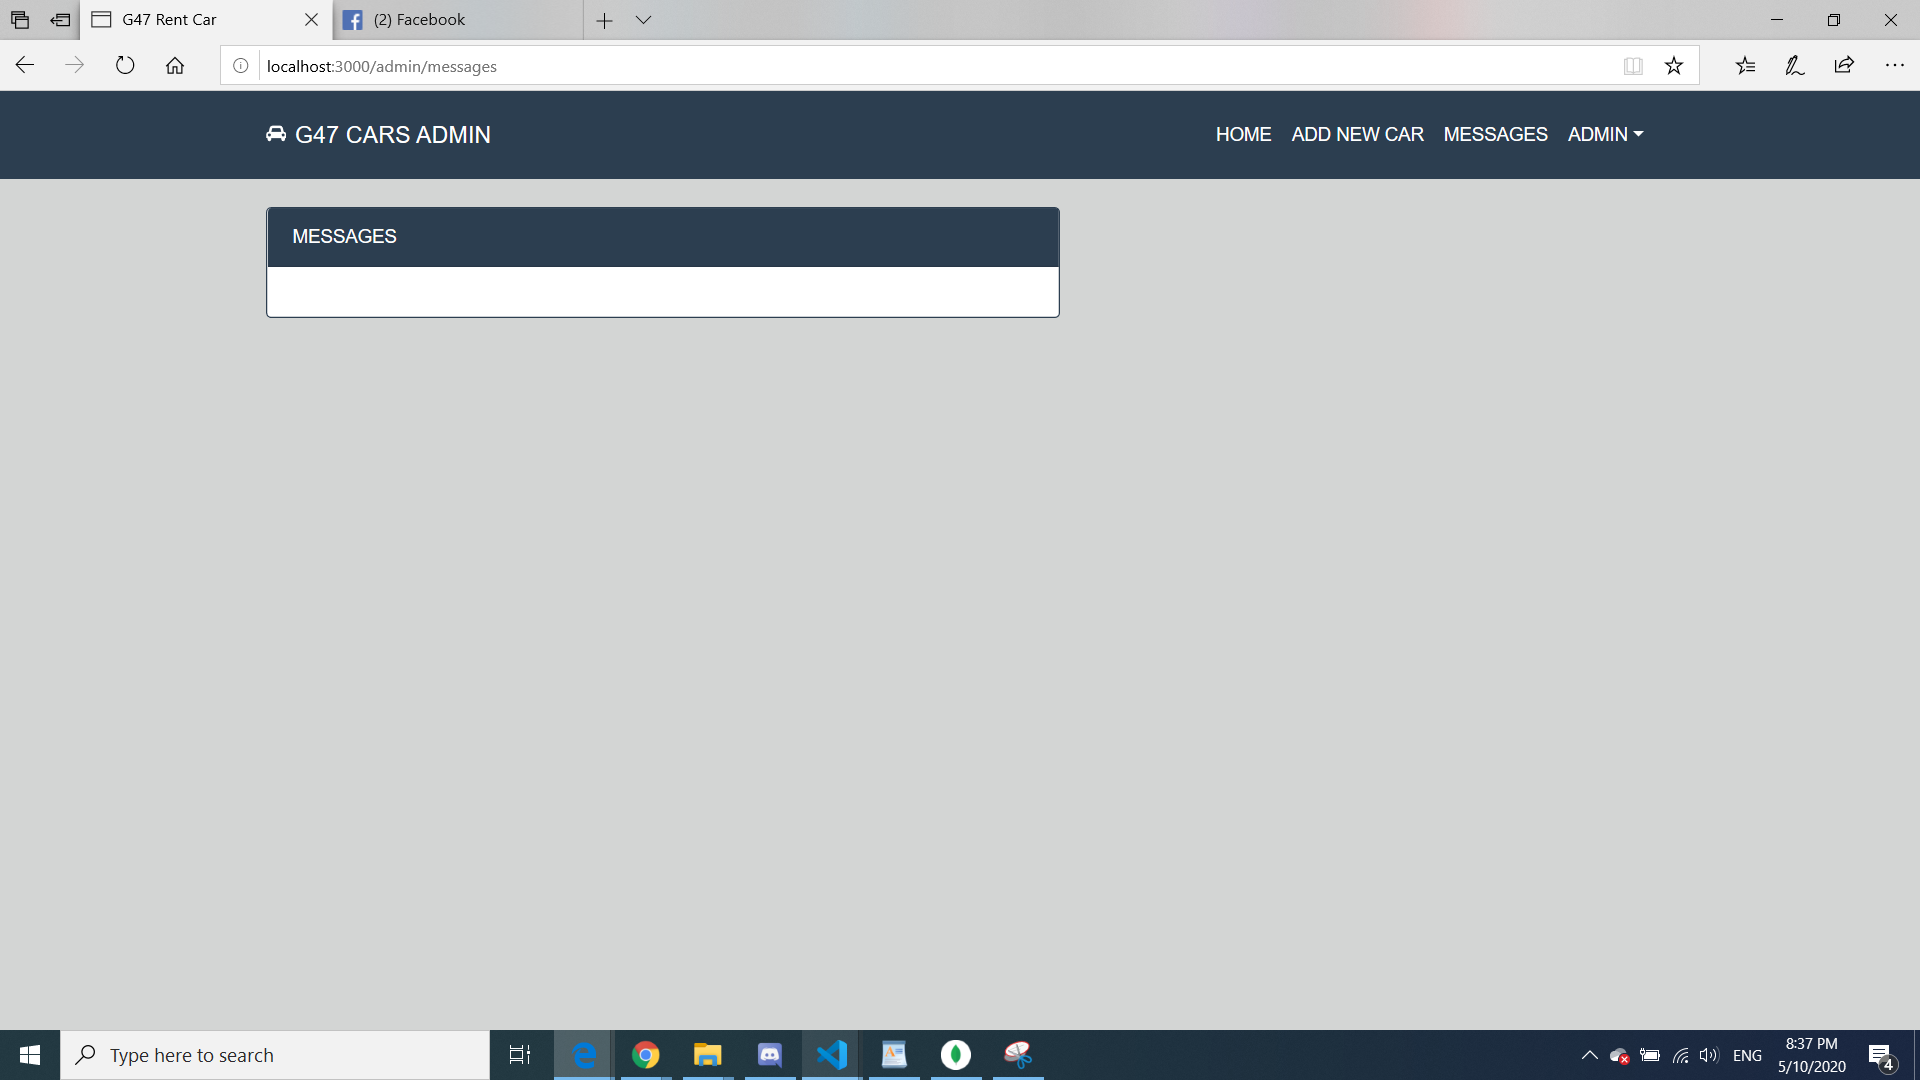 G47 Rent Car
(2) Facebook
localhost:3000/admin/messages
G47 CARS ADMIN
HOME
ADD NEW CAR
MESSAGES
ADMIN
MESSAGES
Type here to search
ENG
8:37 PM
5/10/2020
4